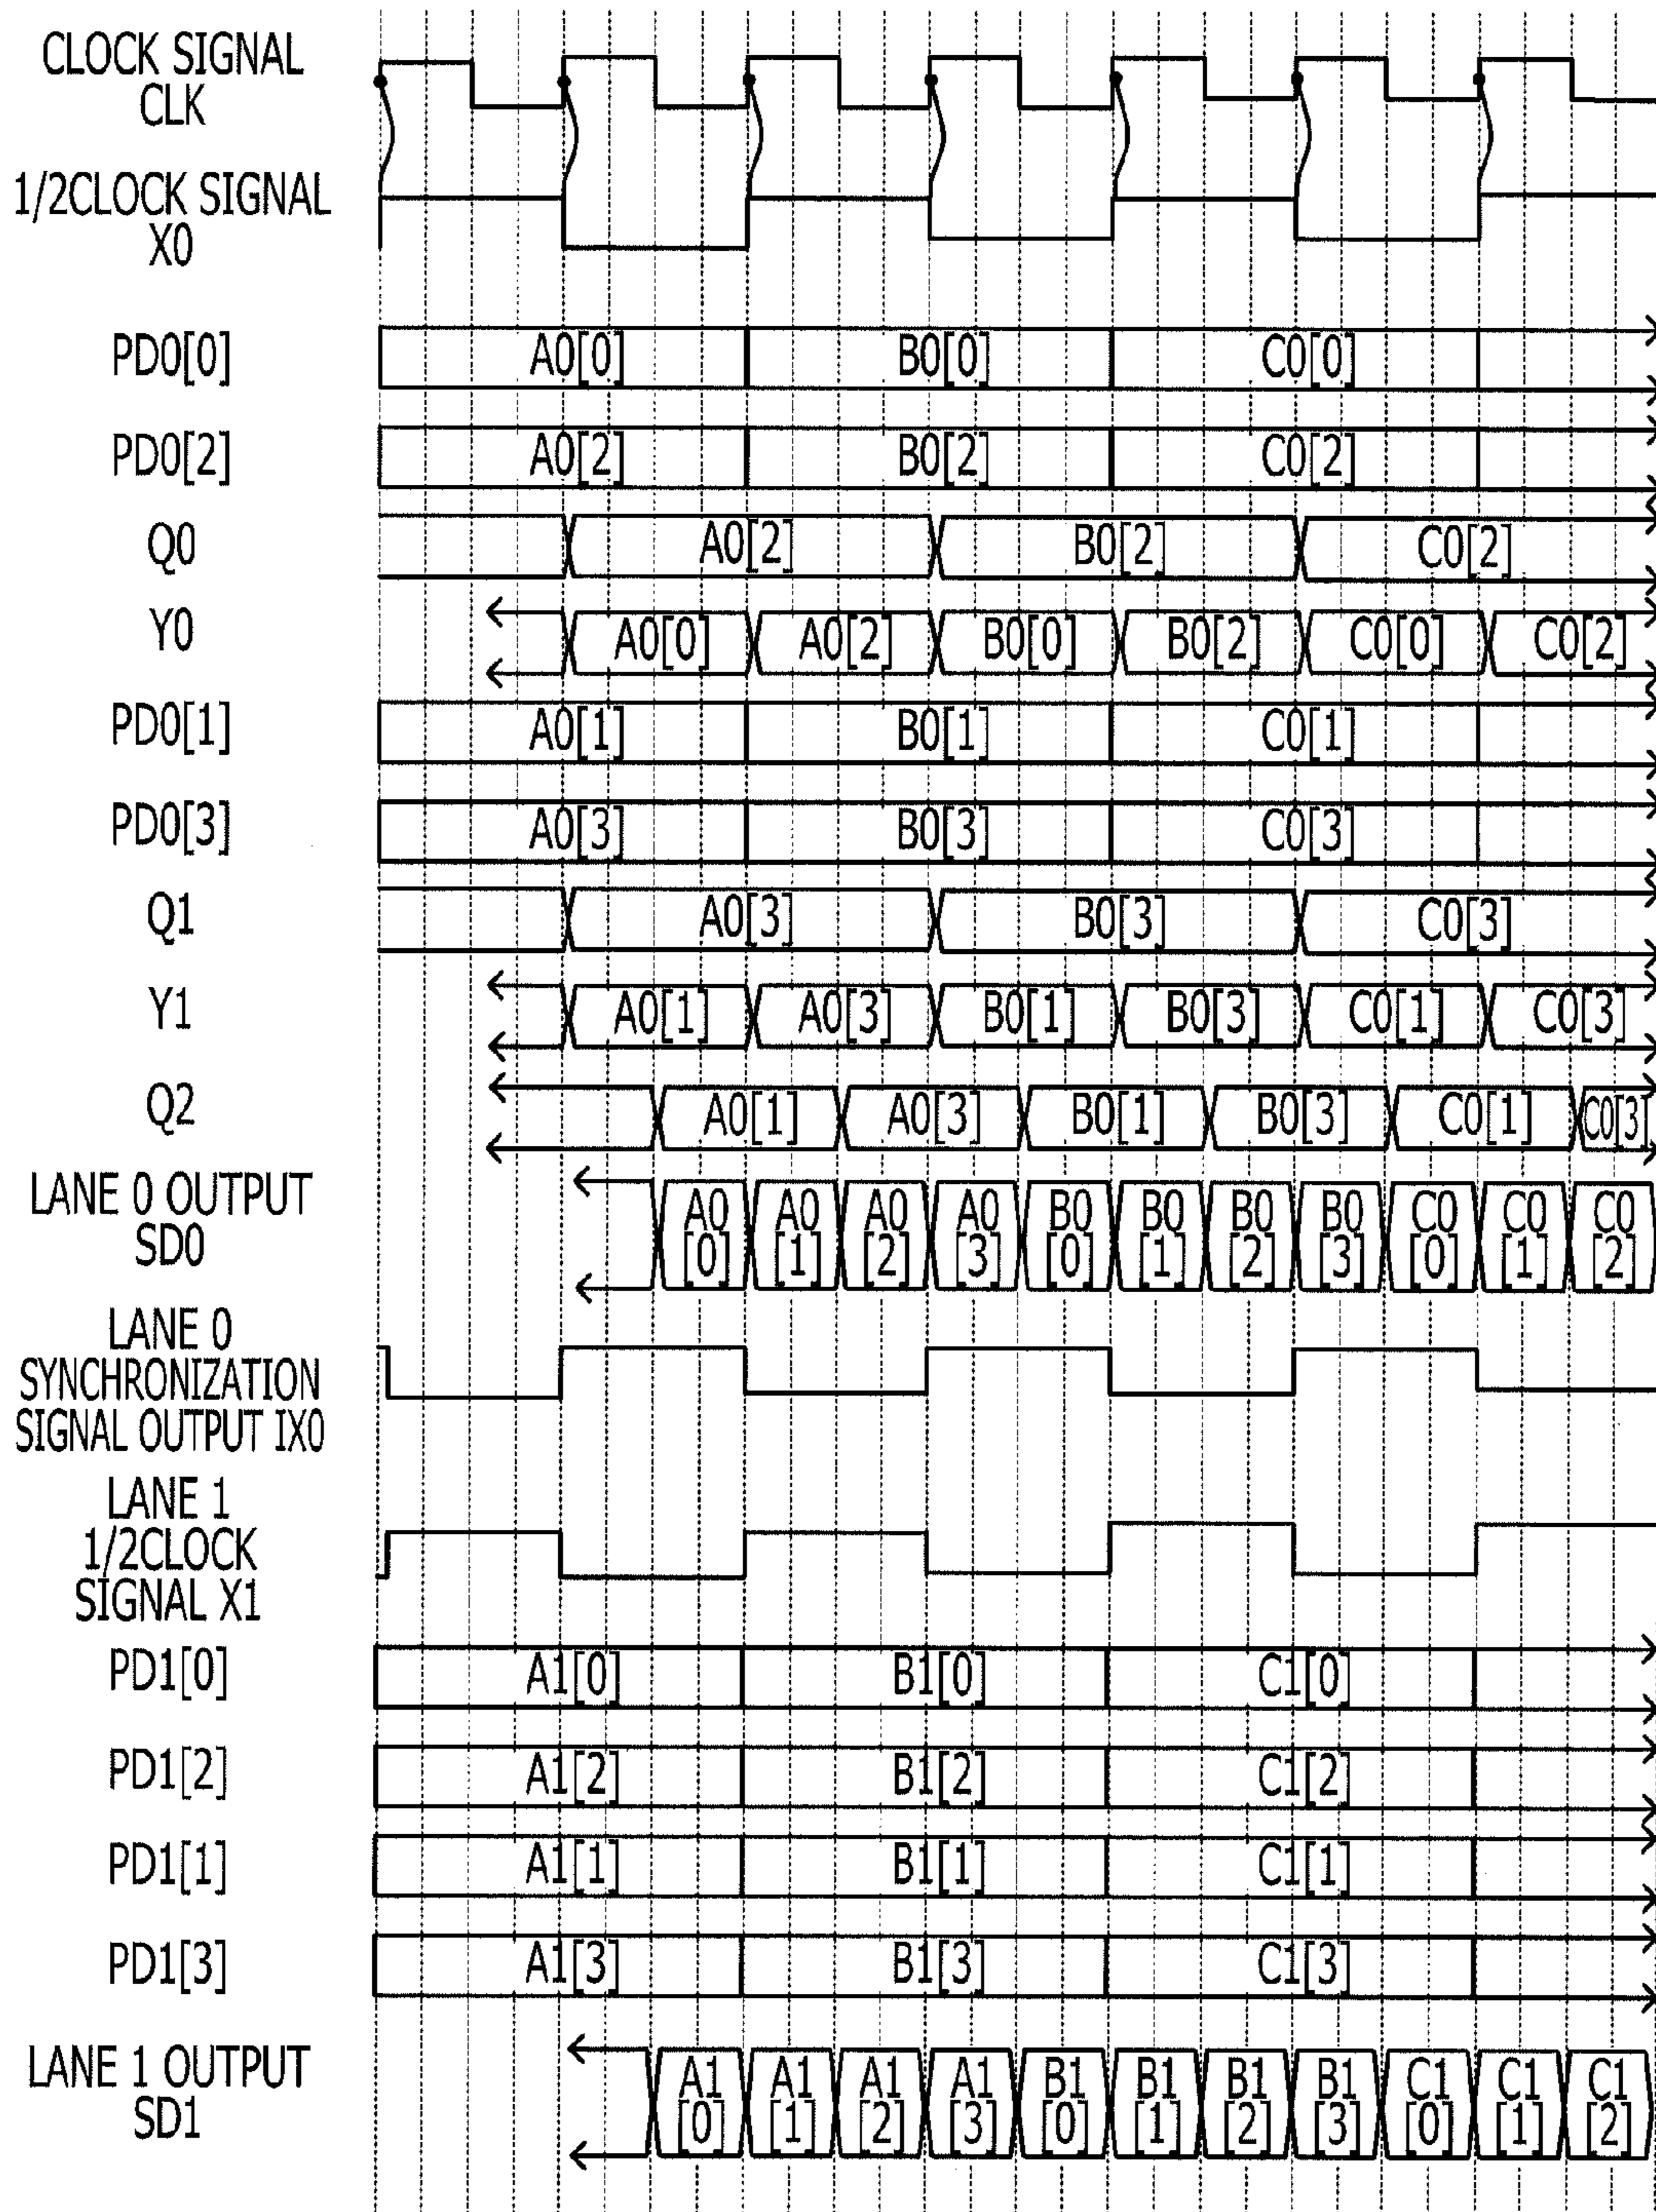 CLOCK SIGNAL
CLK
1/2CLOCK SIGNAL
X0
PD0[0]
A0[0] B0[0] C0[0]
PD0[2]
A0[2] B0[2] C0[2]
Q0
A0[2] B0[2] C0[2]
Y0
A0[0] A0[2] B0[0] B0[2] C0[0] C0[2]
PD0[1]
A0[1] B0[1] C0[1]
PD0[3]
A0[3] B0[3] C0[3]
Q1
A0[3] B0[3] C0[3]
Y1
A0[1] A0[3] B0[1] B0[3] C0[1] C0[3]
Q2
A0[1] A0[3] B0[1] B0[3] C0[1] C0[3]
LANE 0 OUTPUT
SD0
A0 A0 A0 A0 B0 B0 B0 B0 C0 C0 C0
[0] [1] [2] [3] [0] [1] [2] [3] [0] [1] [2]
LANE 0
SYNCHRONIZATION
SIGNAL OUTPUT IX0
LANE 1
1/2CLOCK
SIGNAL X1
PD1[0]
A1[0] B1[0] C1[0]
PD1[2]
A1[2] B1[2] C1[2]
PD1[1]
A1[1] B1[1] C1[1]
PD1[3]
A1[3] B1[3] C1[3]
LANE 1 OUTPUT
SD1
A1 A1 A1 A1 B1 B1 B1 B1 C1 C1 C1
[0] [1] [2] [3] [0] [1] [2] [3] [0] [1] [2]